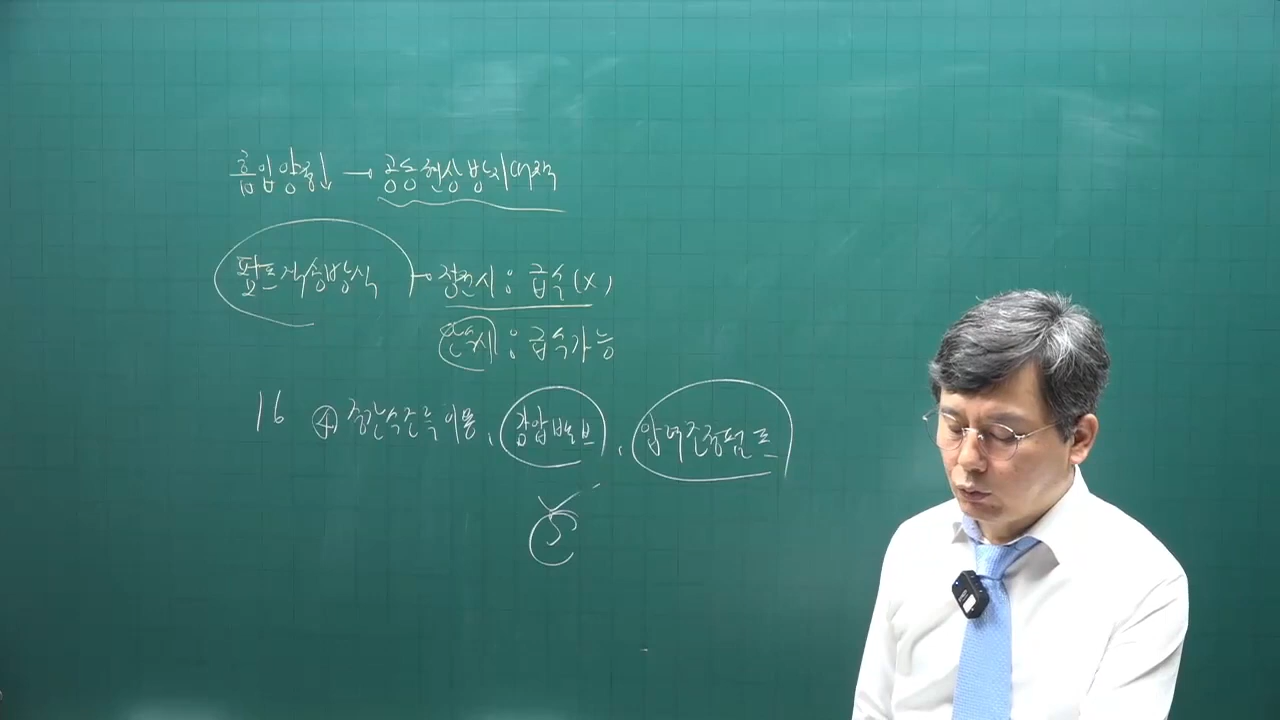 흡입양정↓ → 공동현상방지대책
펌프직송방식 → 정전시 : 급수(×)
단수시 : 급수가능
16 ④ 중간수조를 이용, 감압밸브, 압력조정펌프